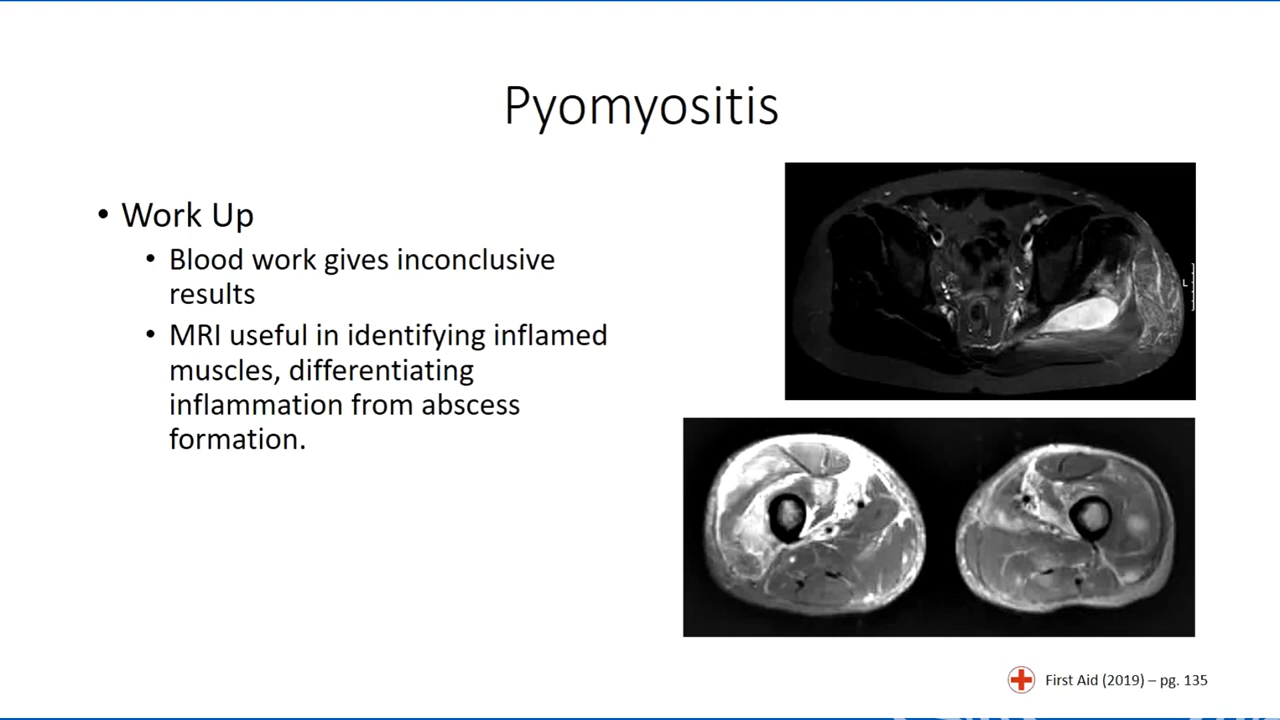 Pyomyositis
• Work Up
• Blood work gives inconclusive
results
• MRI useful in identifying inflamed
muscles, differentiating
inflammation from abscess
formation.
L
First Aid (2019) – pg. 135